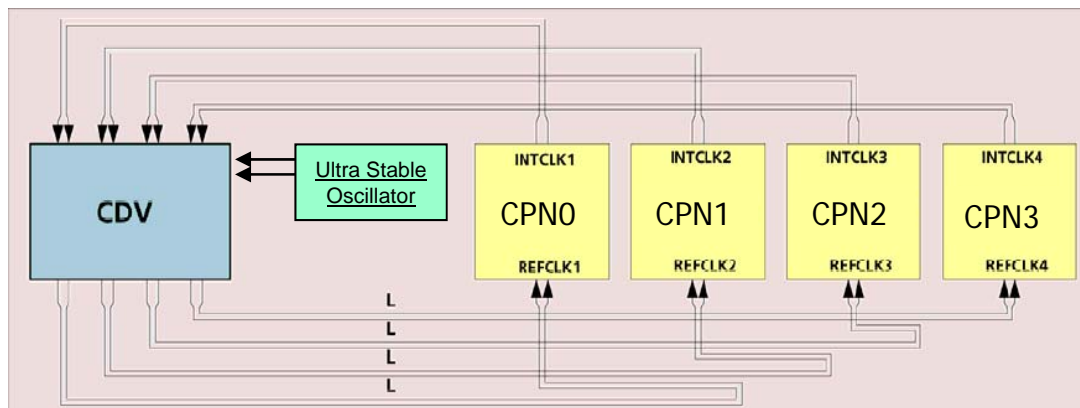 INTCLK1
INTCLK2
INTCLK3
INTCLK4
Ultra Stable
Oscillator
CDV
CPN0
CPN1
CPN2
CPN3
REFCLK1
REFCLK2
REFCLK3
REFCLK4
L
L
L
L